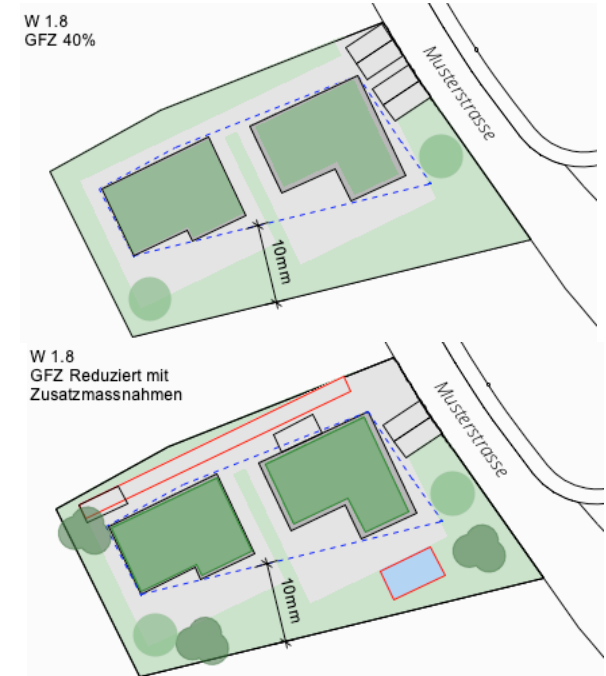 W 1.8
GFZ 40%
Musterstrasse
10mm
W 1.8
GFZ Reduziert mit
Zusatzmassnahmen
Musterstrasse
10mm